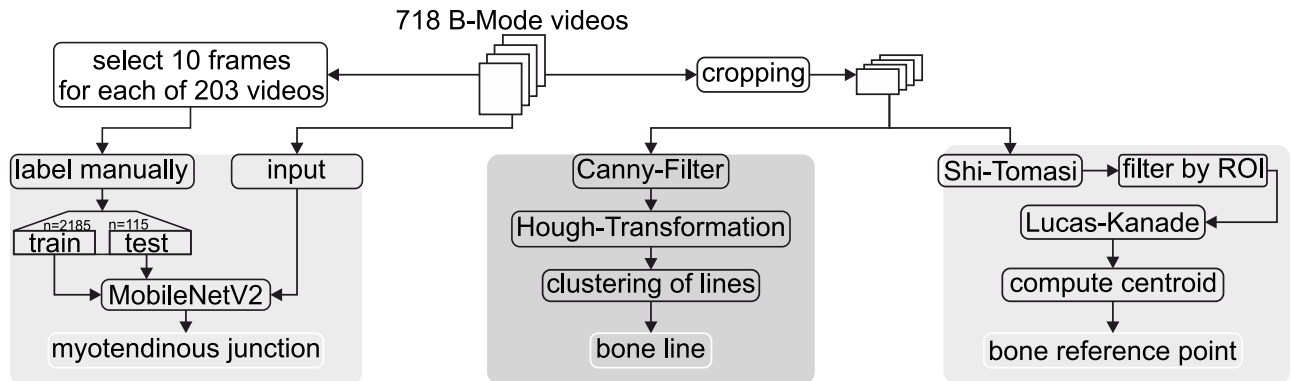 718 B-Mode videos
select 10 frames
for each of 203 videos
cropping
label manually
input
n=2185
n=115
train
test
MobileNetV2
myotendinous junction
Canny-Filter
Hough-Transformation
clustering of lines
bone line
Shi-Tomasi
filter by ROI
Lucas-Kanade
compute centroid
bone reference point